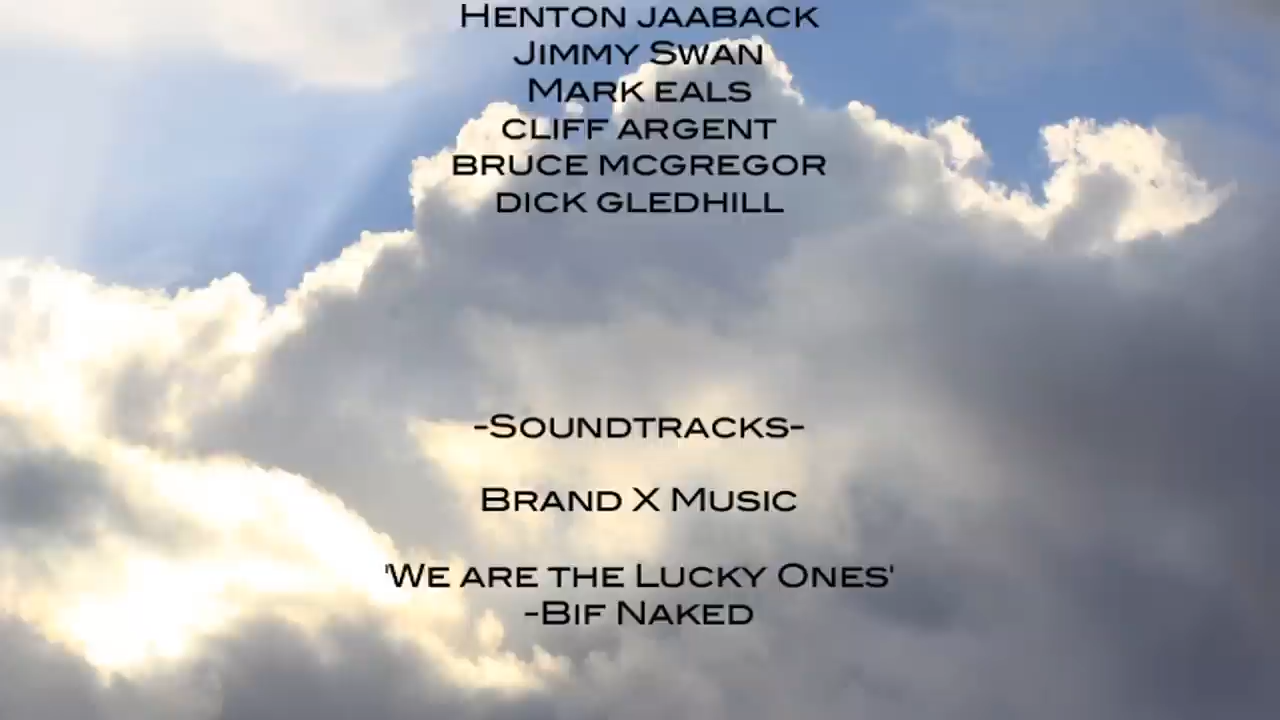 Henton jaaback
Jimmy Swan
Mark eals
cliff argent
bruce mcgregor
dick gledhill
-Soundtracks-
Brand X Music
'We are the Lucky Ones'
-Bif Naked